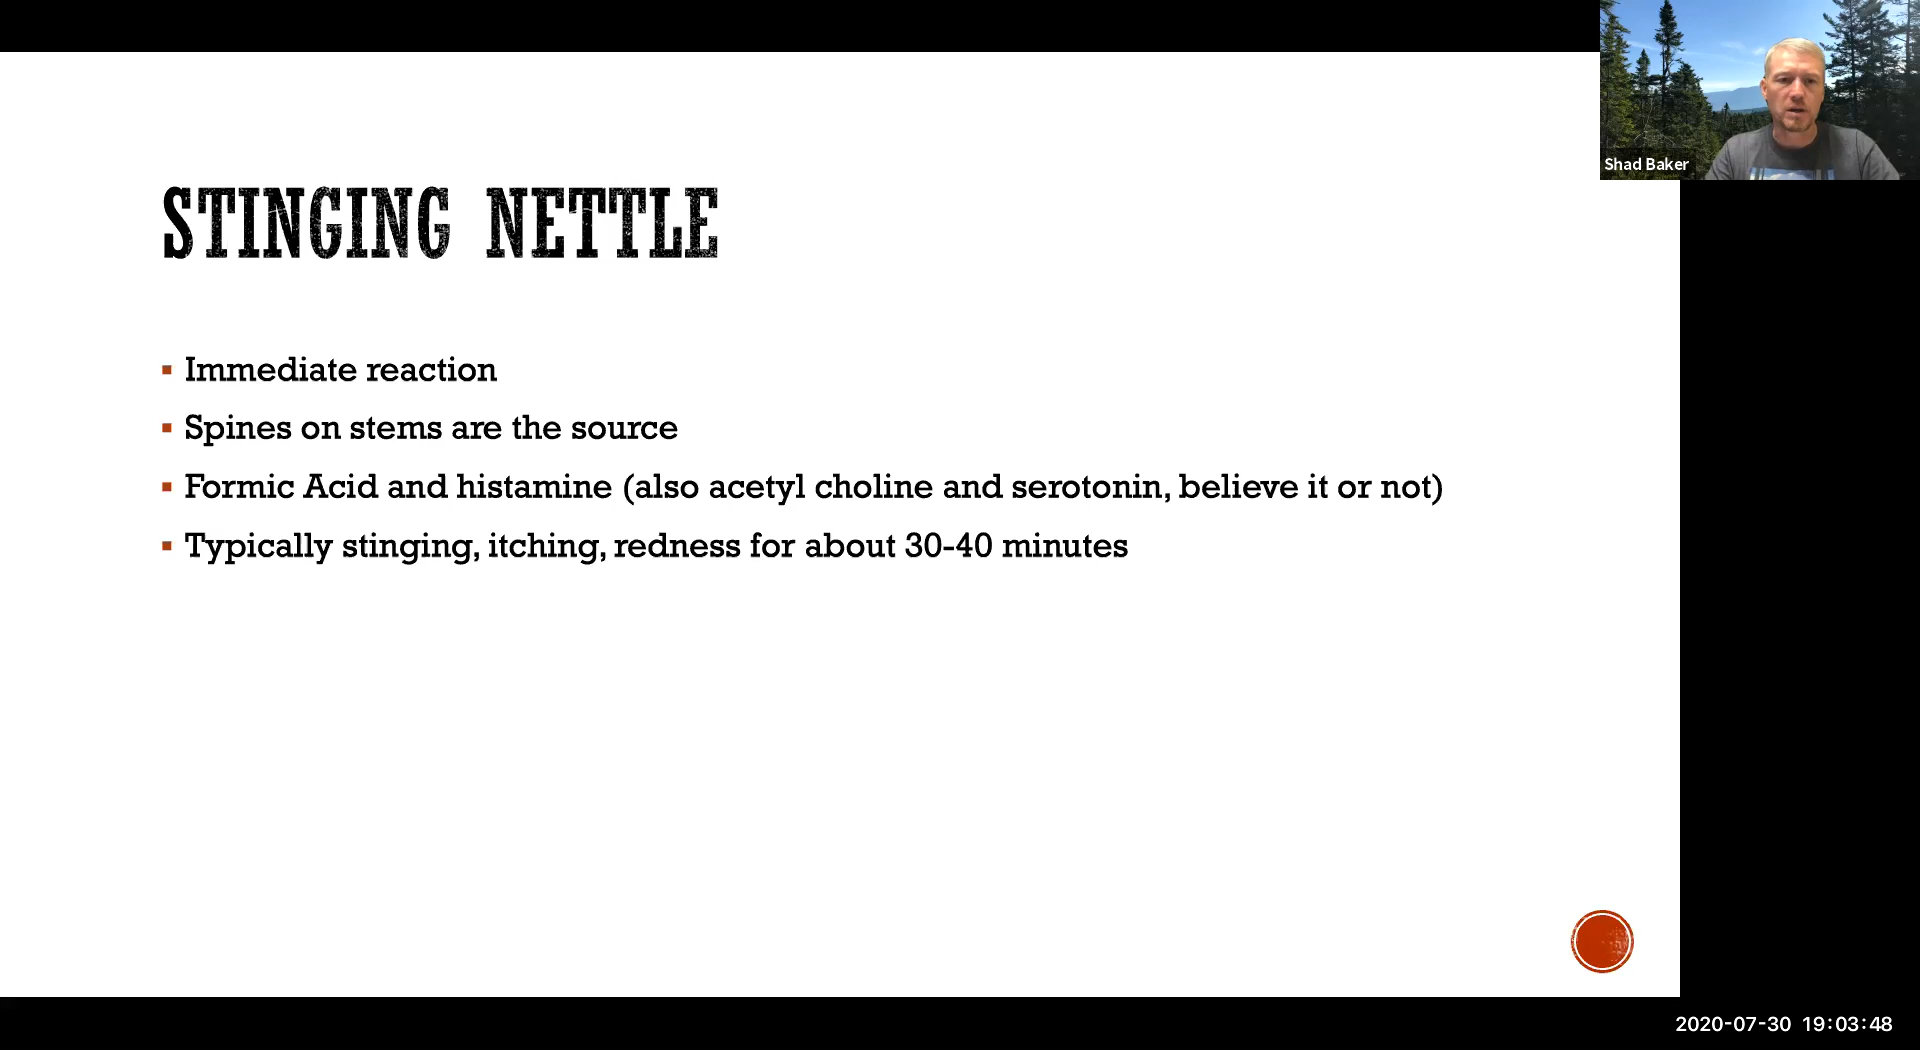 Shad Baker
STINGING NETTLE
▪ Immediate reaction
▪ Spines on stems are the source
▪ Formic Acid and histamine (also acetyl choline and serotonin, believe it or not)
▪ Typically stinging, itching, redness for about 30-40 minutes
2020-07-30 19:03:48